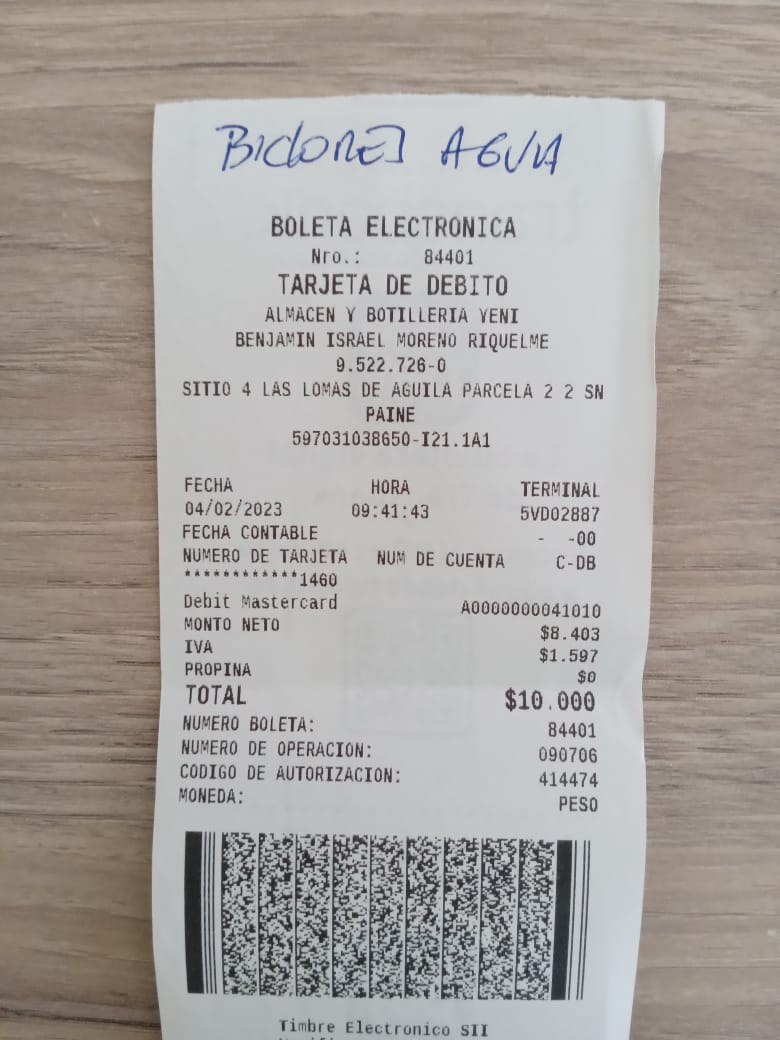 BIDONES AGUA
BOLETA ELECTRONICA
Nro.: 84401
TARJETA DE DEBITO
ALMACEN Y BOTILLERIA YENI
BENJAMIN ISRAEL MORENO RIQUELME
9.522.726-0
SITIO 4 LAS LOMAS DE AGUILA PARCELA 2 2 SN
PAINE
597031038650-I21.1A1
FECHA HORA TERMINAL
04/02/2023 09:41:43 5VD02887
FECHA CONTABLE - -00
NUMERO DE TARJETA NUM DE CUENTA C-DB
************1460
Debit Mastercard A0000000041010
MONTO NETO $8.403
IVA $1.597
PROPINA $0
TOTAL $10.000
NUMERO BOLETA: 84401
NUMERO DE OPERACION: 090706
CODIGO DE AUTORIZACION: 414474
MONEDA: PESO
Timbre Electronico SII